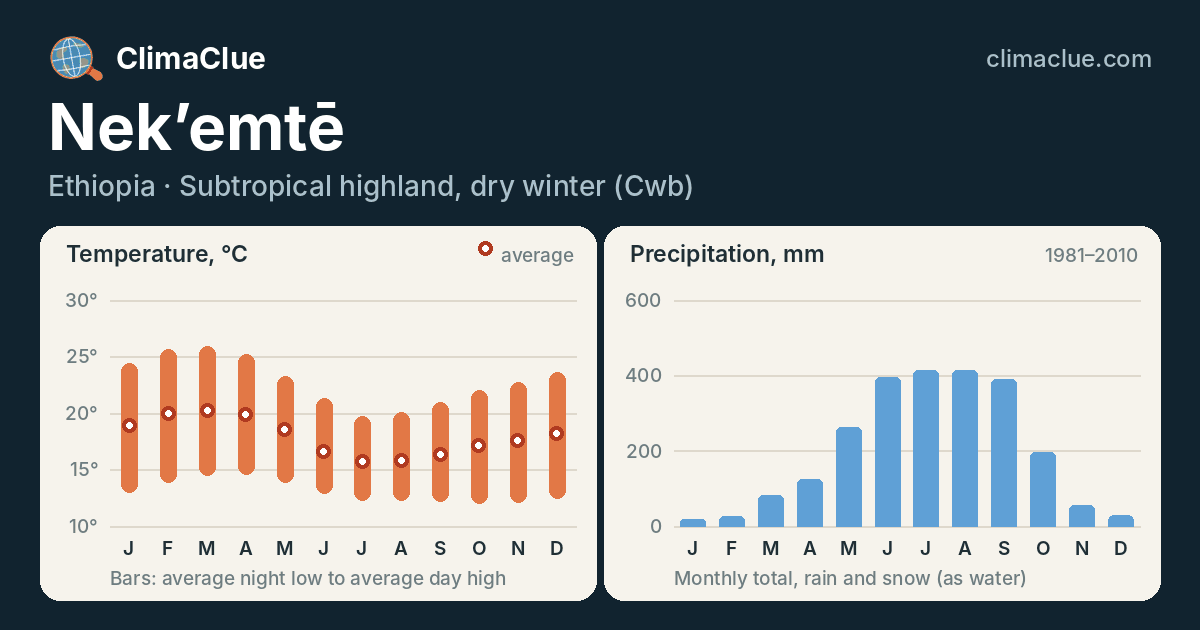 ClimaClue
climaclue.com
Nek’emtē
Ethiopia · Subtropical highland, dry winter (Cwb)
Temperature, °C
average
30°
25°
20°
15°
10°
J F M A M J J A S O N D
Bars: average night low to average day high
Precipitation, mm
1981–2010
600
400
200
0
J F M A M J J A S O N D
Monthly total, rain and snow (as water)